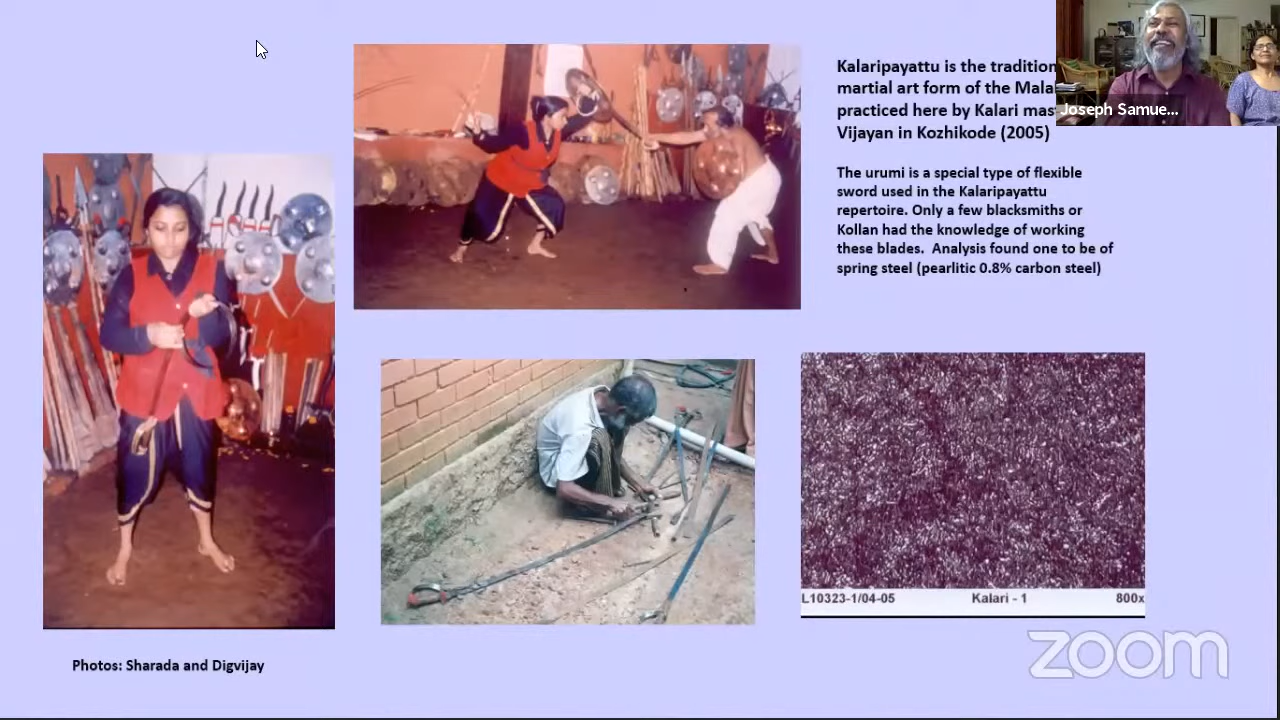 Kalaripayattu is the tradition
martial art form of the Mala
practiced here by Kalari mas
Vijayan in Kozhikode (2005)
Joseph Samue...
The urumi is a special type of flexible
sword used in the Kalaripayattu
repertoire. Only a few blacksmiths or
Kollan had the knowledge of working
these blades. Analysis found one to be of
spring steel (pearlitic 0.8% carbon steel)
L10323-1/04-05 Kalari - 1 800x
zoom
Photos: Sharada and Digvijay